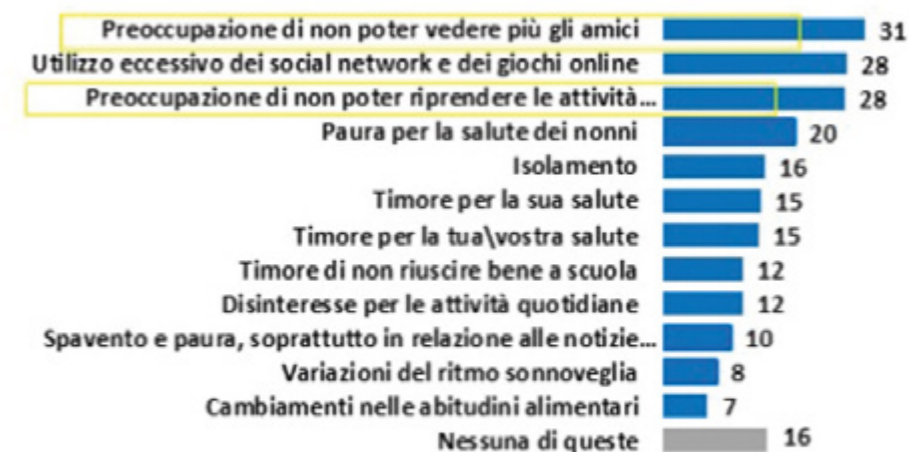 Preoccupazione di non poter vedere più gli amici 31
Utilizzo eccessivo dei social network e dei giochi online 28
Preoccupazione di non poter riprendere le attività... 28
Paura per la salute dei nonni 20
Isolamento 16
Timore per la sua salute 15
Timore per la tua\vostra salute 15
Timore di non riuscire bene a scuola 12
Disinteresse per le attività quotidiane 12
Spavento e paura, soprattutto in relazione alle notizie... 10
Variazioni del ritmo sonnoveglia 8
Cambiamenti nelle abitudini alimentari 7
Nessuna di queste 16